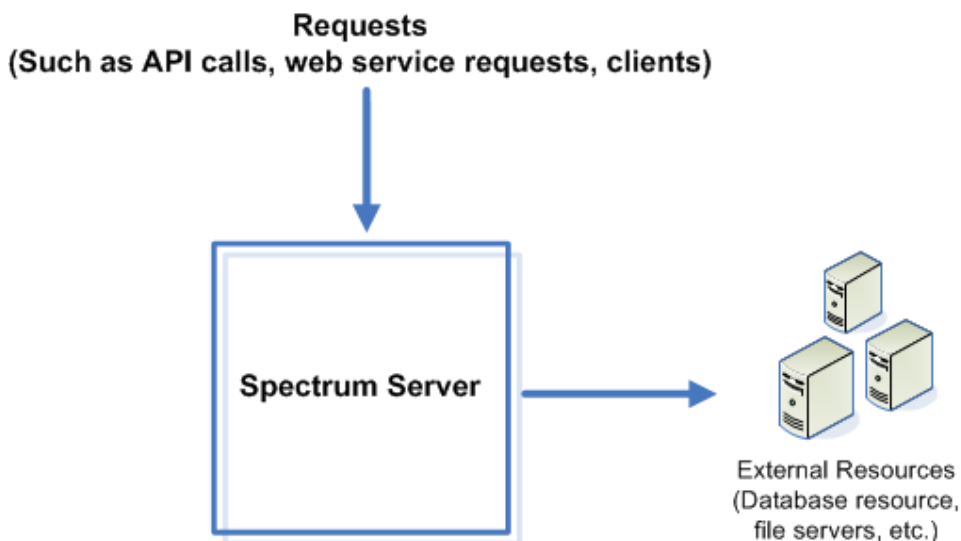 Requests
(Such as API calls, web service requests, clients)
Spectrum Server
External Resources
(Database resource,
file servers, etc.)